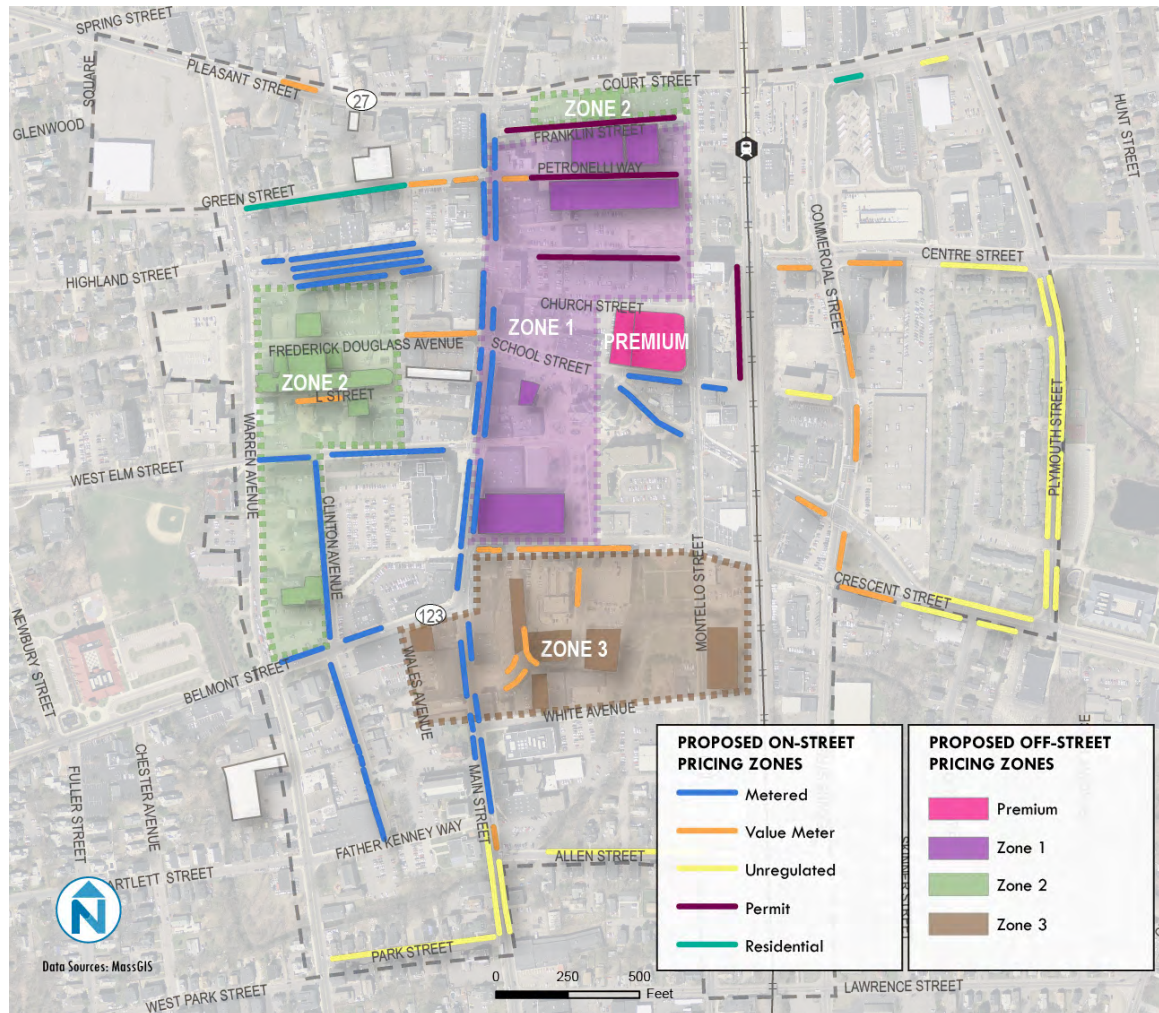 SPRING STREET
PLEASANT STREET
SQUARE
GLENWOOD
27
COURT STREET
ZONE 2
FRANKLIN STREET
PETRONELLI WAY
HUNT STREET
GREEN STREET
HIGHLAND STREET
COMMERCIAL STREET
CENTRE STREET
CHURCH STREET
ZONE 1
PREMIUM
SCHOOL STREET
FREDERICK DOUGLASS AVENUE
ZONE 2
L STREET
WARREN AVENUE
WEST ELM STREET
CLINTON AVENUE
PLYMOUTH STREET
MONTELLO STREET
CRESCENT STREET
123
ZONE 3
NEWBURY STREET
BELMONT STREET
WALES AVENUE
WHITE AVENUE
CHESTER AVENUE
FULLER STREET
MAIN STREET
FATHER KENNEY WAY
ALLEN STREET
ARTLETT STREET
PARK STREET
WEST PARK STREET
LAWRENCE STREET
PROPOSED ON-STREET
PRICING ZONES
Metered
Value Meter
Unregulated
Permit
Residential
PROPOSED OFF-STREET
PRICING ZONES
Premium
Zone 1
Zone 2
Zone 3
N
Data Sources: MassGIS
0 250 500
Feet